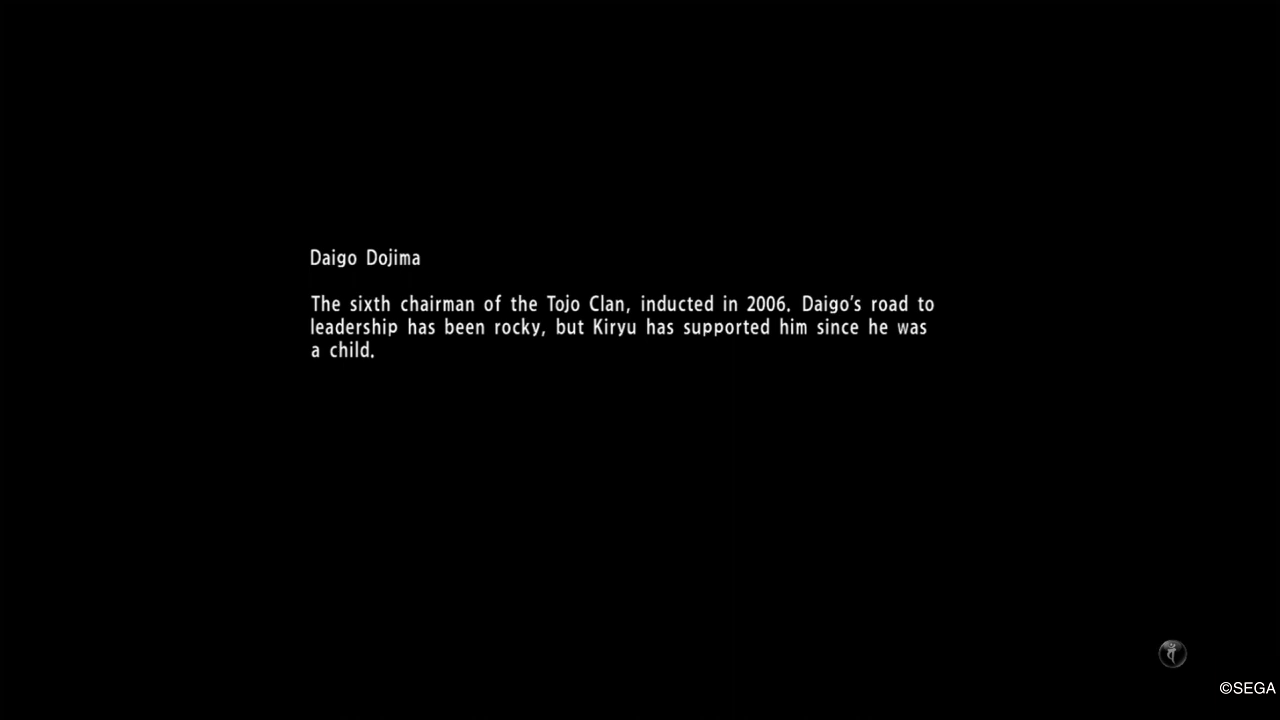 Daigo Dojima
The sixth chairman of the Tojo Clan, inducted in 2006. Daigo's road to
leadership has been rocky, but Kiryu has supported him since he was
a child.
©SEGA